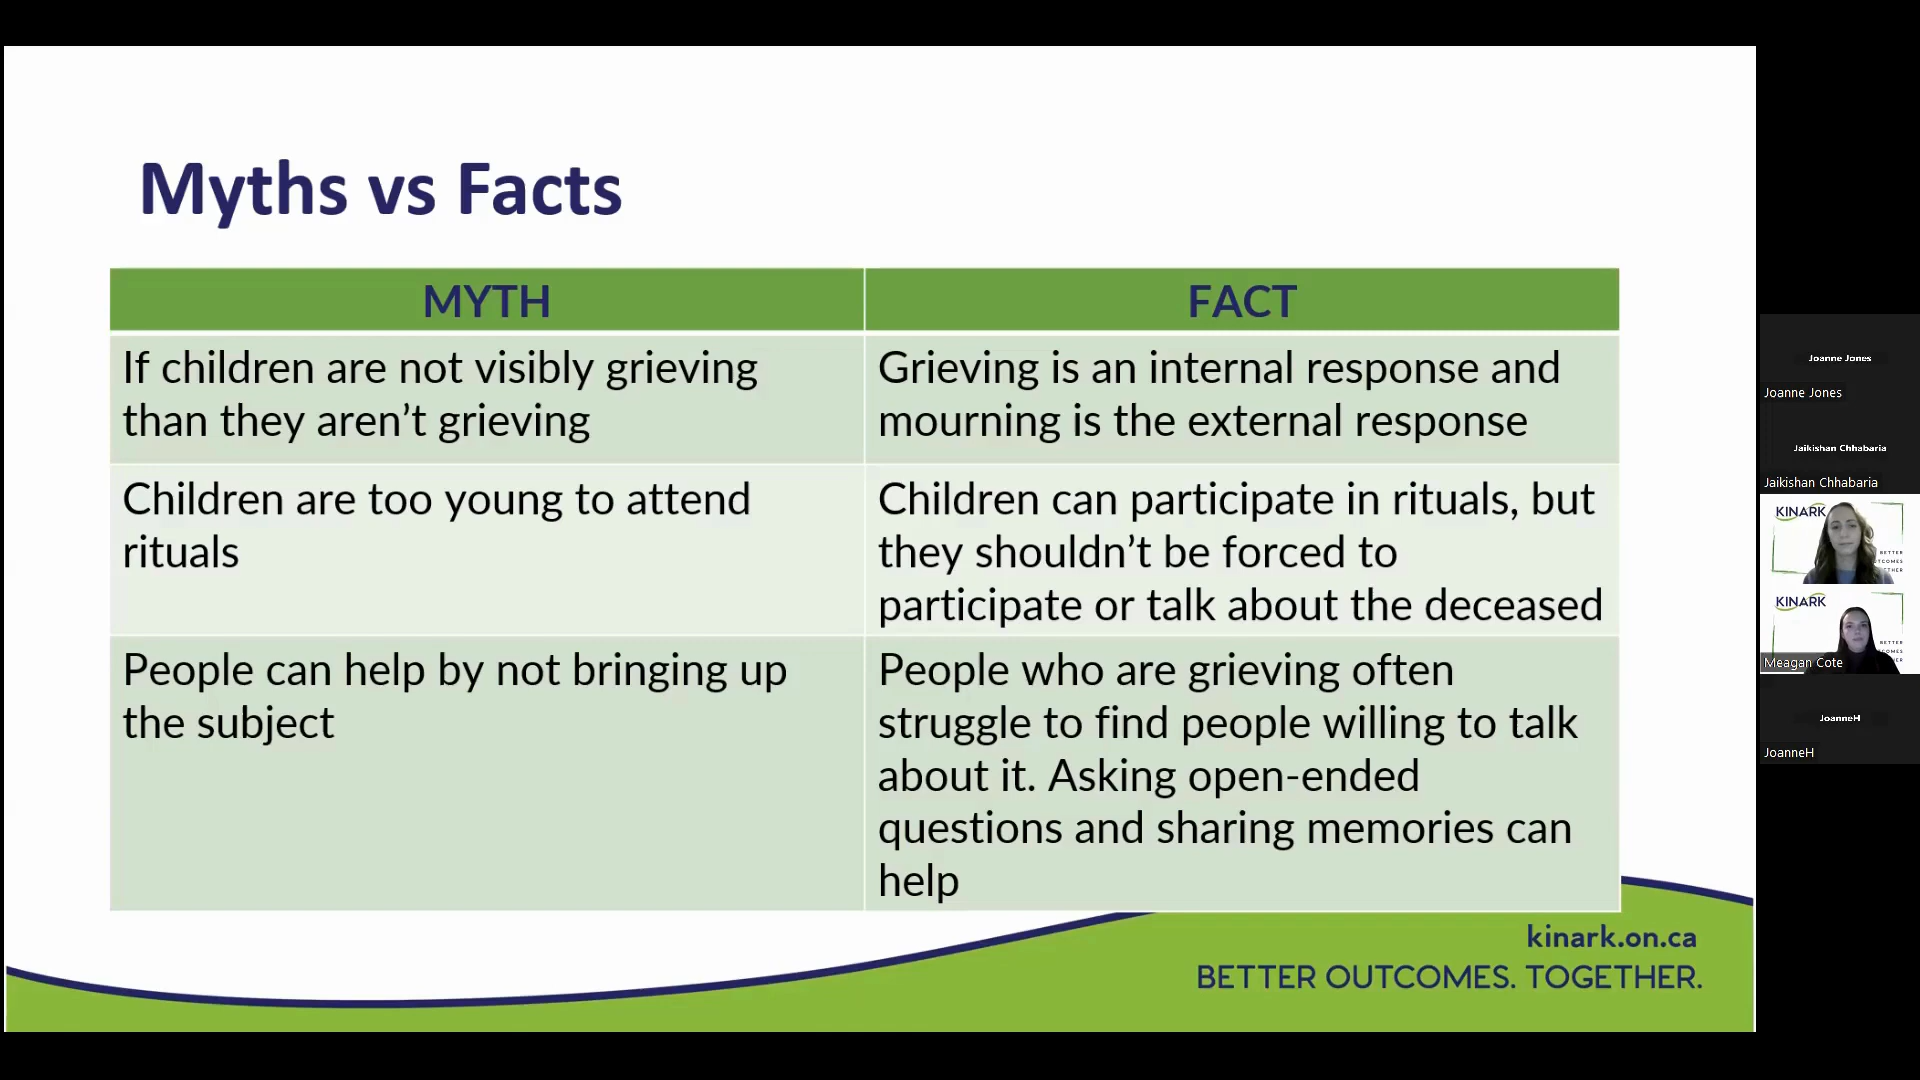 Myths vs Facts
MYTH
FACT
If children are not visibly grieving
than they aren’t grieving
Grieving is an internal response and
mourning is the external response
Children are too young to attend
rituals
Children can participate in rituals, but
they shouldn’t be forced to
participate or talk about the deceased
People can help by not bringing up
the subject
People who are grieving often
struggle to find people willing to talk
about it. Asking open-ended
questions and sharing memories can
help
kinark.on.ca
BETTER OUTCOMES. TOGETHER.
Joanne Jones
Joanne Jones
Jaikishan Chhabaria
Jaikishan Chhabaria
KINARK
BETTER
KINARK
BETTER
Meagan Cote
JoanneH
JoanneH